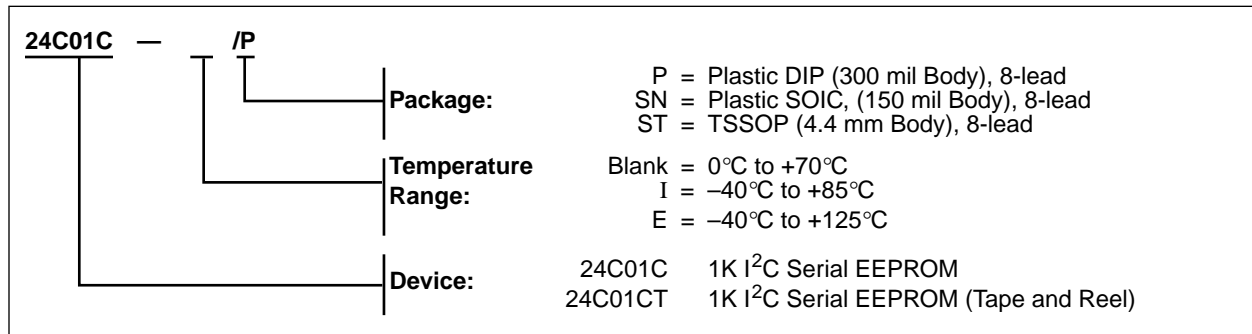 24C01C — _ /P
Package:
P = Plastic DIP (300 mil Body), 8-lead
SN = Plastic SOIC, (150 mil Body), 8-lead
ST = TSSOP (4.4 mm Body), 8-lead
Temperature Range:
Blank = 0°C to +70°C
I = –40°C to +85°C
E = –40°C to +125°C
Device:
24C01C 1K I²C Serial EEPROM
24C01CT 1K I²C Serial EEPROM (Tape and Reel)